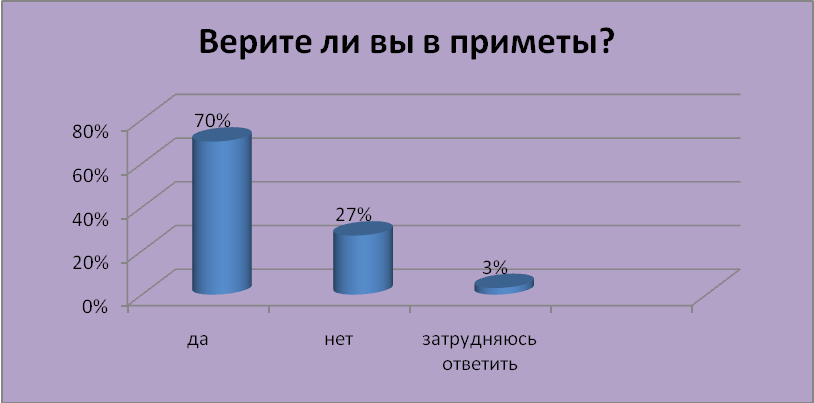 Верите ли вы в приметы?
80%
60%
40%
20%
0%
70%
27%
3%
да
нет
затрудняюсь
ответить